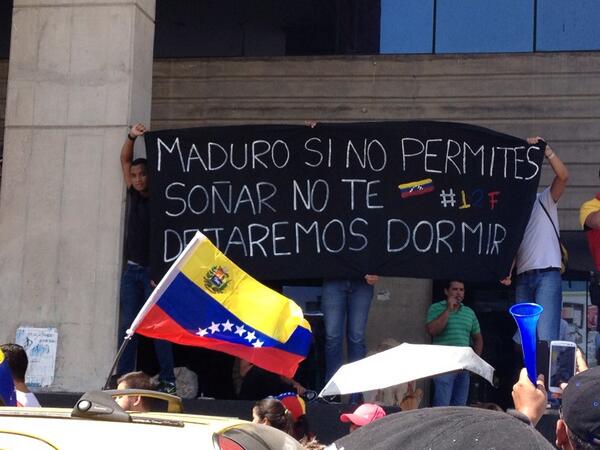 MADURO SI NO PERMITES
SOÑAR NO TE #12F
DEJAREMOS DORMIR